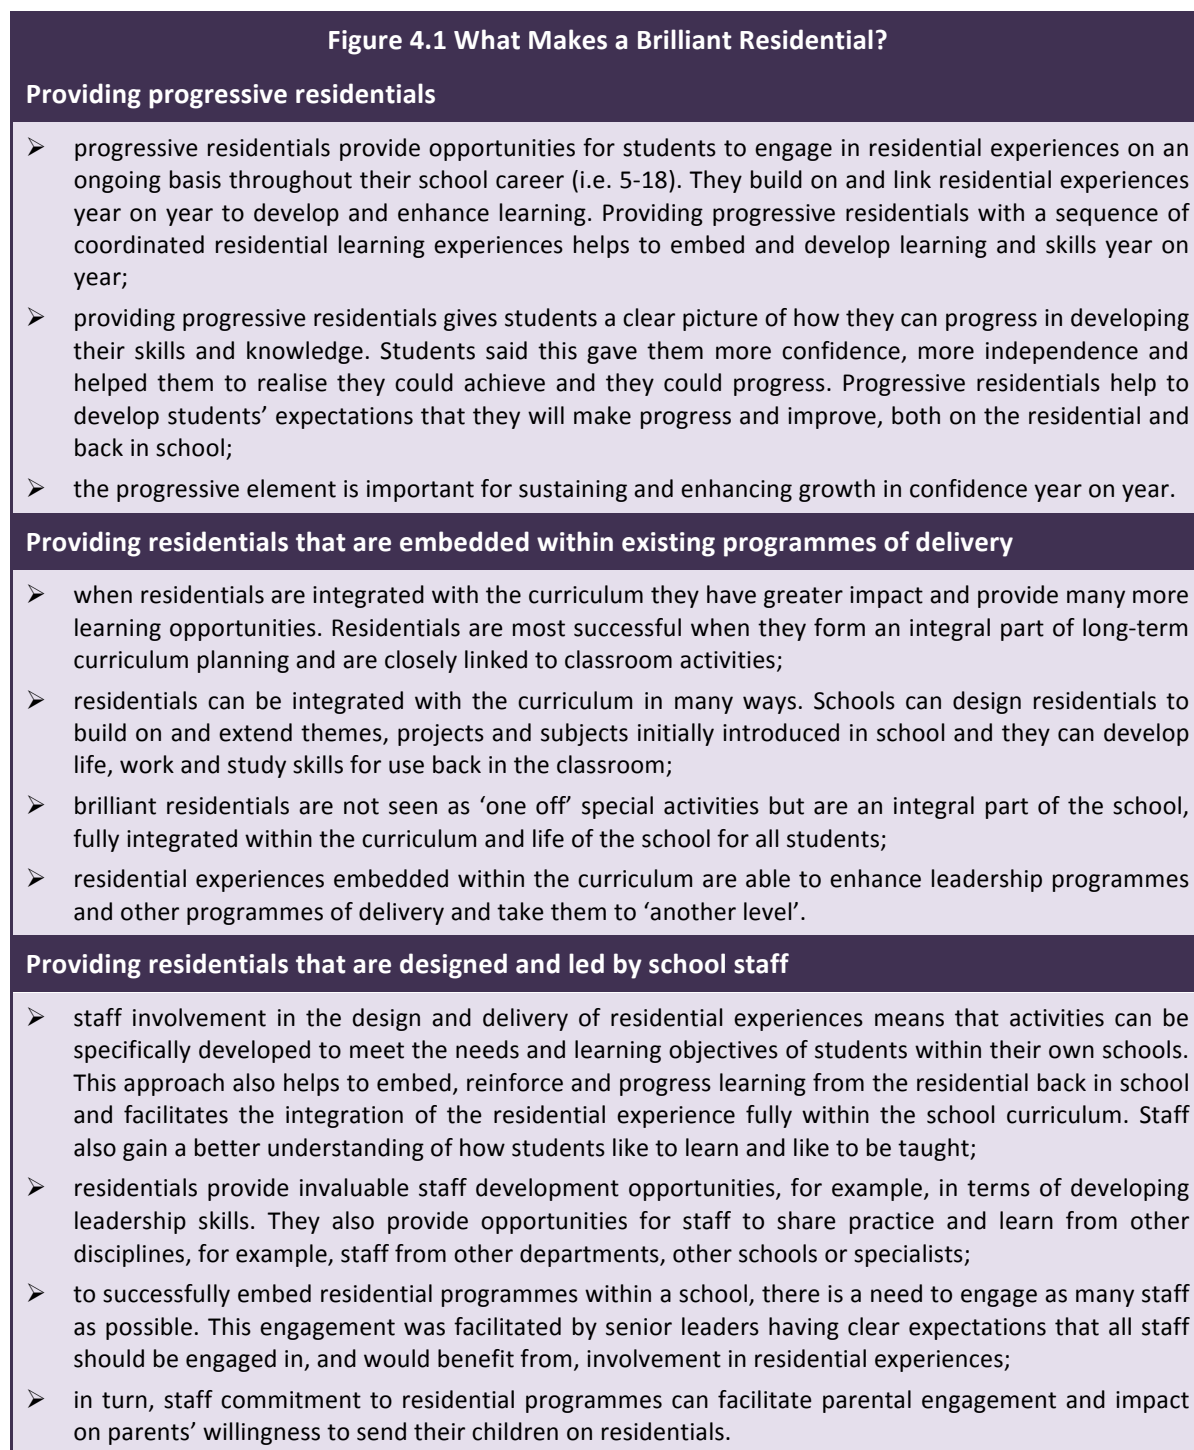 Figure 4.1 What Makes a Brilliant Residential?
Providing progressive residentials
➢ progressive residentials provide opportunities for students to engage in residential experiences on an
ongoing basis throughout their school career (i.e. 5-18). They build on and link residential experiences
year on year to develop and enhance learning. Providing progressive residentials with a sequence of
coordinated residential learning experiences helps to embed and develop learning and skills year on
year;
➢ providing progressive residentials gives students a clear picture of how they can progress in developing
their skills and knowledge. Students said this gave them more confidence, more independence and
helped them to realise they could achieve and they could progress. Progressive residentials help to
develop students’ expectations that they will make progress and improve, both on the residential and
back in school;
➢ the progressive element is important for sustaining and enhancing growth in confidence year on year.
Providing residentials that are embedded within existing programmes of delivery
➢ when residentials are integrated with the curriculum they have greater impact and provide many more
learning opportunities. Residentials are most successful when they form an integral part of long-term
curriculum planning and are closely linked to classroom activities;
➢ residentials can be integrated with the curriculum in many ways. Schools can design residentials to
build on and extend themes, projects and subjects initially introduced in school and they can develop
life, work and study skills for use back in the classroom;
➢ brilliant residentials are not seen as ‘one off’ special activities but are an integral part of the school,
fully integrated within the curriculum and life of the school for all students;
➢ residential experiences embedded within the curriculum are able to enhance leadership programmes
and other programmes of delivery and take them to ‘another level’.
Providing residentials that are designed and led by school staff
➢ staff involvement in the design and delivery of residential experiences means that activities can be
specifically developed to meet the needs and learning objectives of students within their own schools.
This approach also helps to embed, reinforce and progress learning from the residential back in school
and facilitates the integration of the residential experience fully within the school curriculum. Staff
also gain a better understanding of how students like to learn and like to be taught;
➢ residentials provide invaluable staff development opportunities, for example, in terms of developing
leadership skills. They also provide opportunities for staff to share practice and learn from other
disciplines, for example, staff from other departments, other schools or specialists;
➢ to successfully embed residential programmes within a school, there is a need to engage as many staff
as possible. This engagement was facilitated by senior leaders having clear expectations that all staff
should be engaged in, and would benefit from, involvement in residential experiences;
➢ in turn, staff commitment to residential programmes can facilitate parental engagement and impact
on parents’ willingness to send their children on residentials.